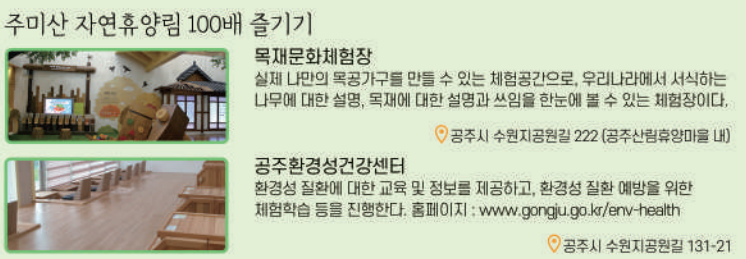 주미산 자연휴양림 100배 즐기기
목재문화체험장
실제 나만의 목공가구를 만들 수 있는 체험공간으로, 우리나라에서 서식하는
나무에 대한 설명, 목재에 대한 설명과 쓰임을 한눈에 볼 수 있는 체험장이다.
공주시 수원지공원길 222 (공주산림휴양마을 내)
공주환경성건강센터
환경성 질환에 대한 교육 및 정보를 제공하고, 환경성 질환 예방을 위한
체험학습 등을 진행한다. 홈페이지 : www.gongju.go.kr/env-health
공주시 수원지공원길 131-21